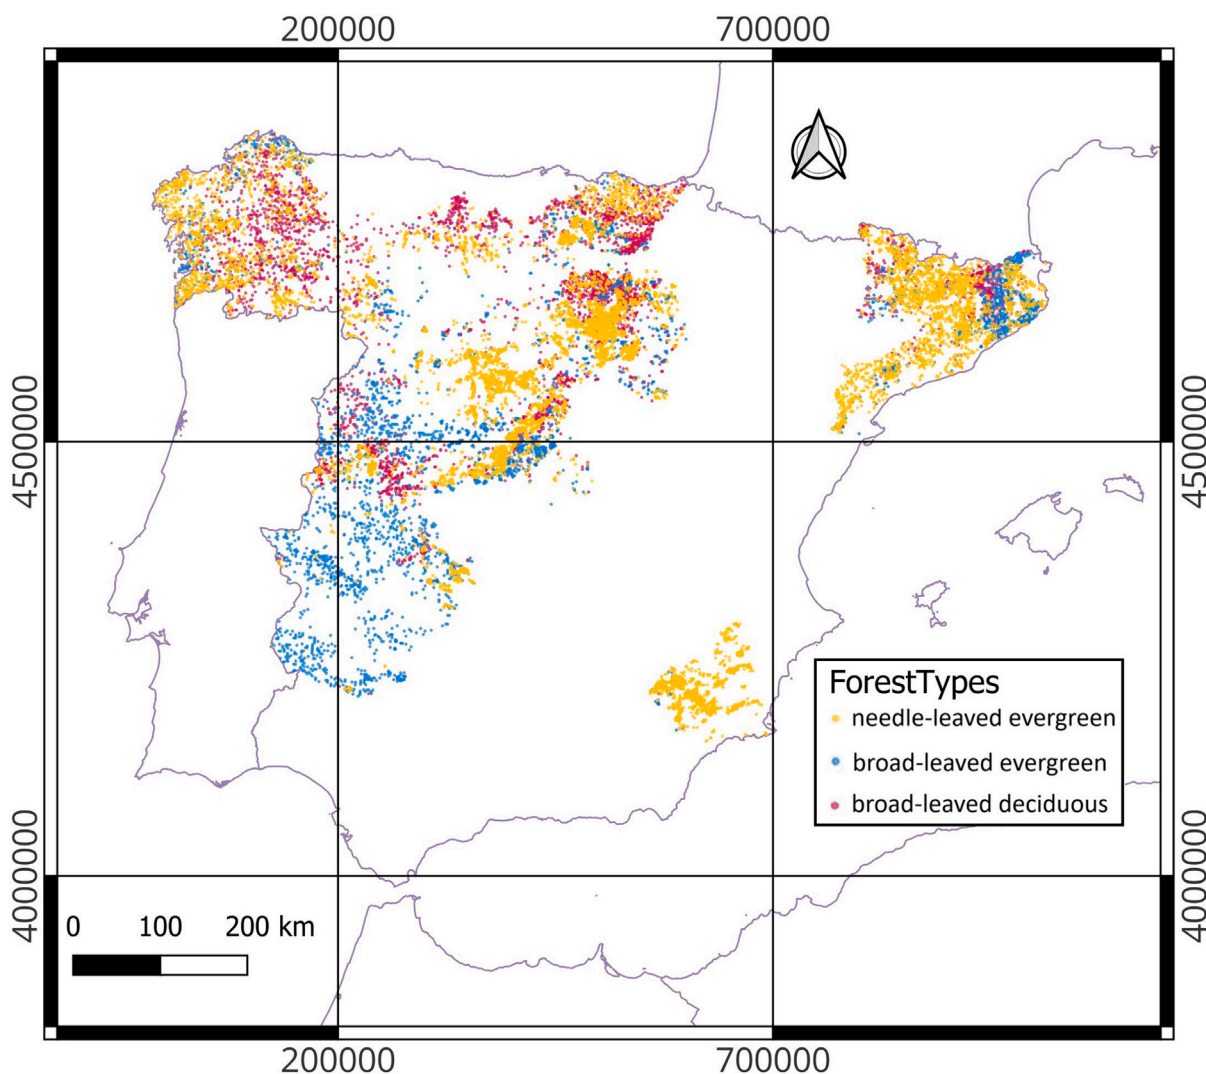 200000 700000
4500000 4500000
ForestTypes
needle-leaved evergreen
broad-leaved evergreen
broad-leaved deciduous
4000000 4000000
0 100 200 km
200000 700000